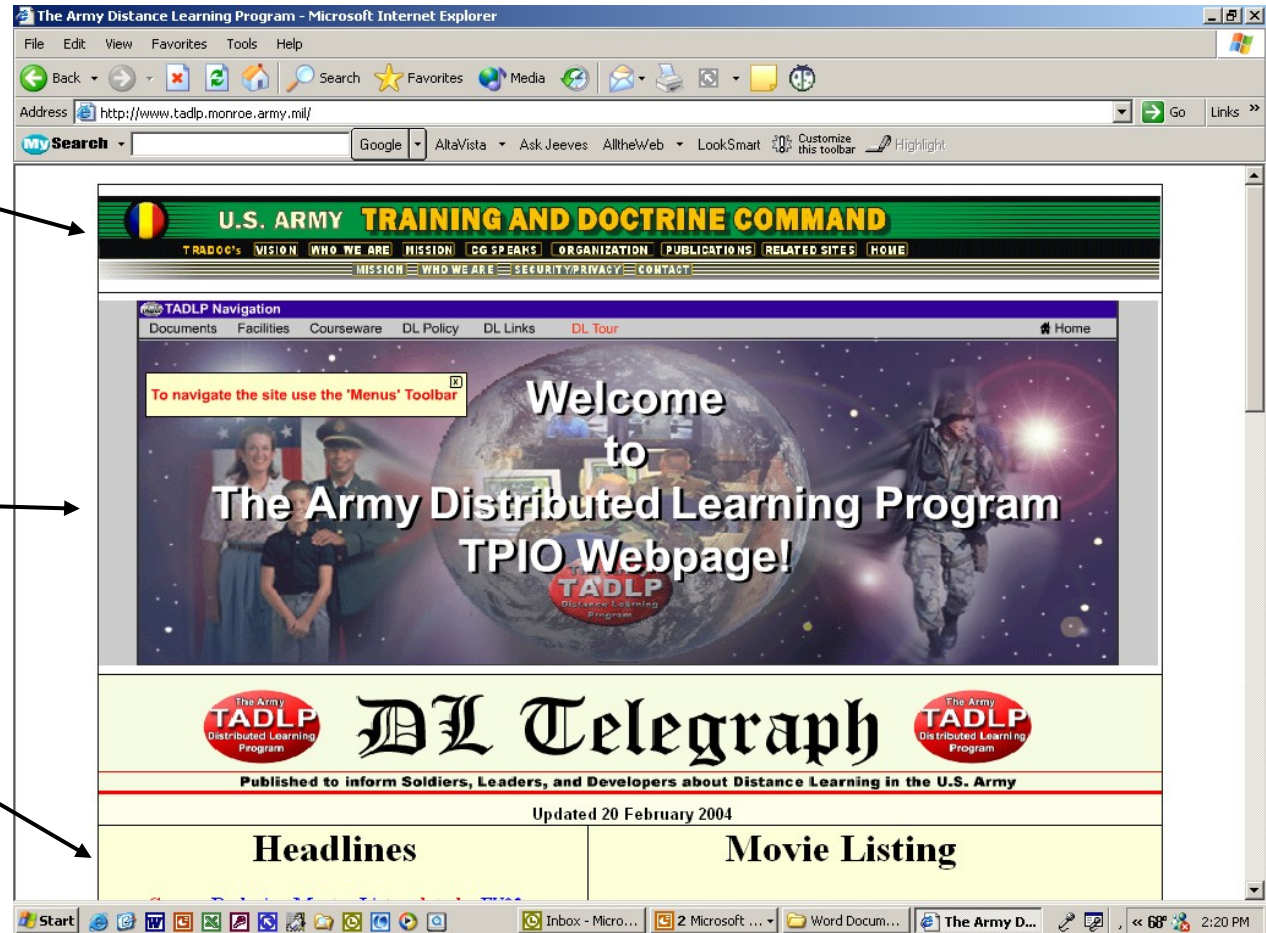 The Army Distance Learning Program - Microsoft Internet Explorer
File Edit View Favorites Tools Help
Back Search Favorites Media
Address http://www.tadlp.monroe.army.mil/ Go Links »
My Search Google AltaVista Ask Jeeves AlltheWeb LookSmart Customize this toolbar Highlight
U.S. ARMY TRAINING AND DOCTRINE COMMAND
TRADOC's VISION WHO WE ARE MISSION CG SPEAKS ORGANIZATION PUBLICATIONS RELATED SITES HOME
MISSION WHO WE ARE SECURITY/PRIVACY CONTACT
TADLP Navigation
Documents Facilities Courseware DL Policy DL Links DL Tour Home
To navigate the site use the 'Menus' Toolbar X
Welcome
to
The Army Distributed Learning Program
TPIO Webpage!
TADLP
Distance Learning
Program
The Army
TADLP
Distributed Learning
Program
DL Telegraph
The Army
TADLP
Distributed Learning
Program
Published to inform Soldiers, Leaders, and Developers about Distance Learning in the U.S. Army
Updated 20 February 2004
Headlines Movie Listing
Start Inbox - Micro... 2 Microsoft ... Word Docum... The Army D... , « 68° 2:20 PM